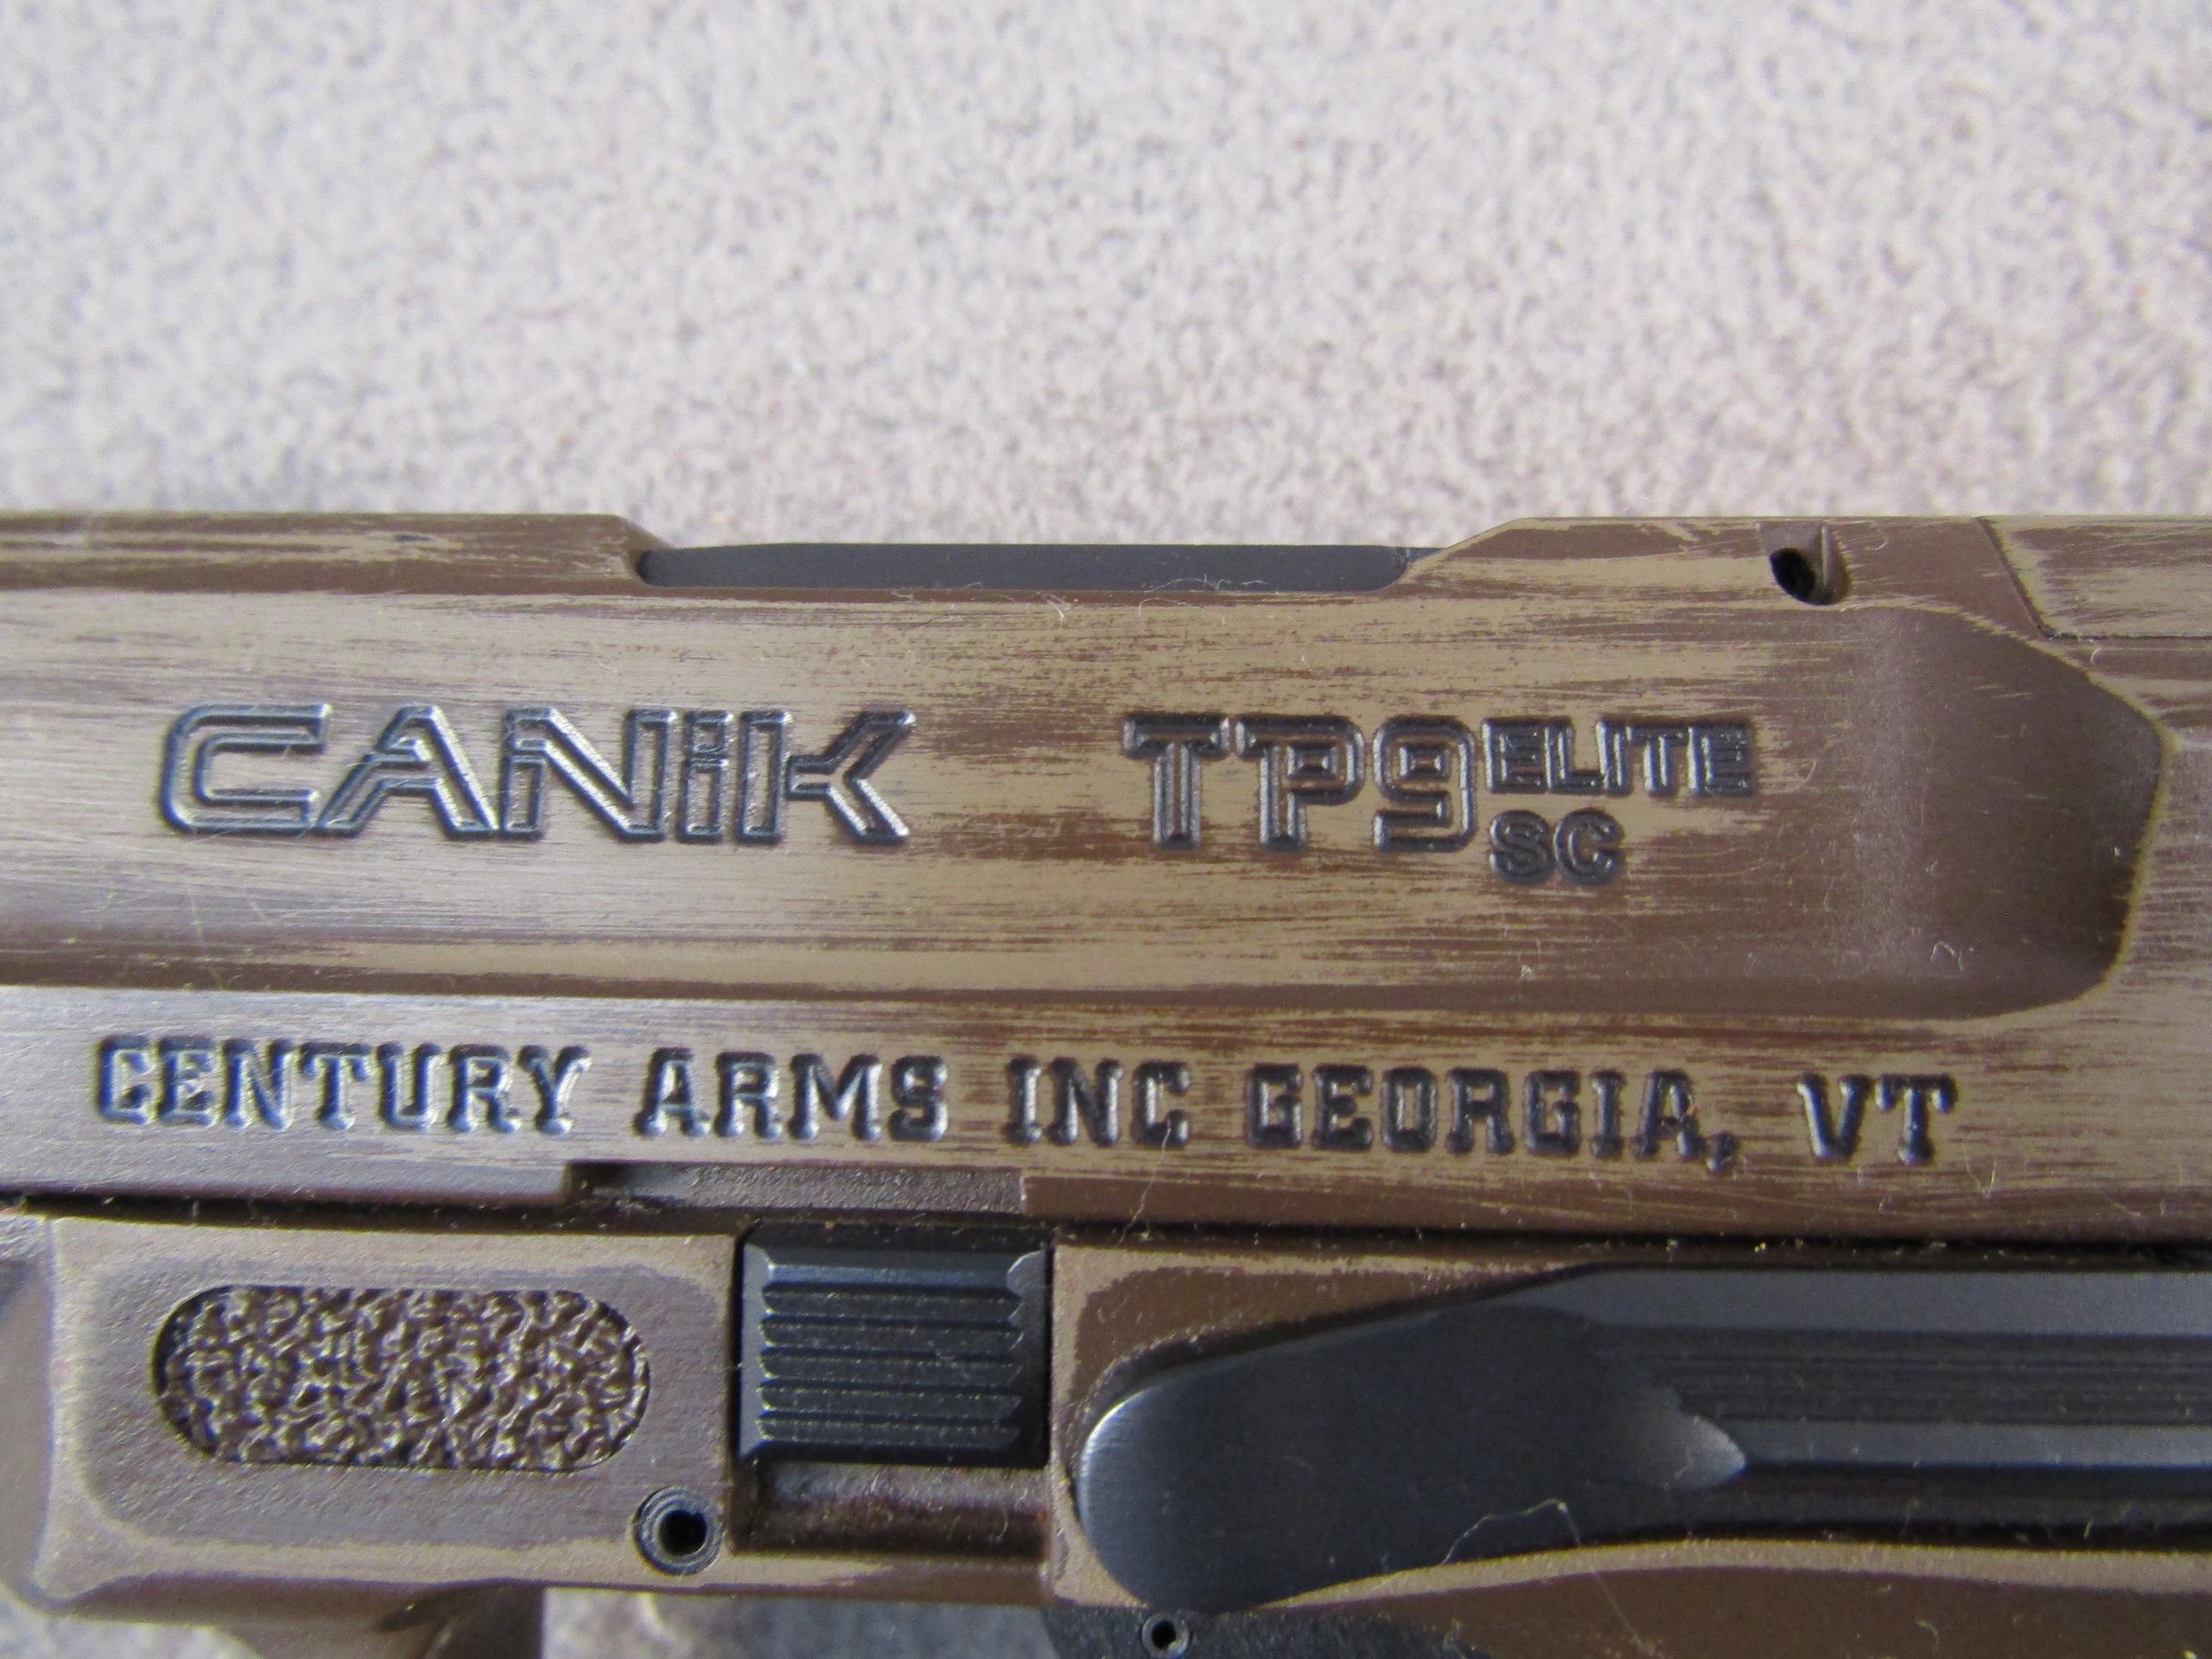 CANiK TP9 ELITE SC
CENTURY ARMS INC GEORGIA, VT